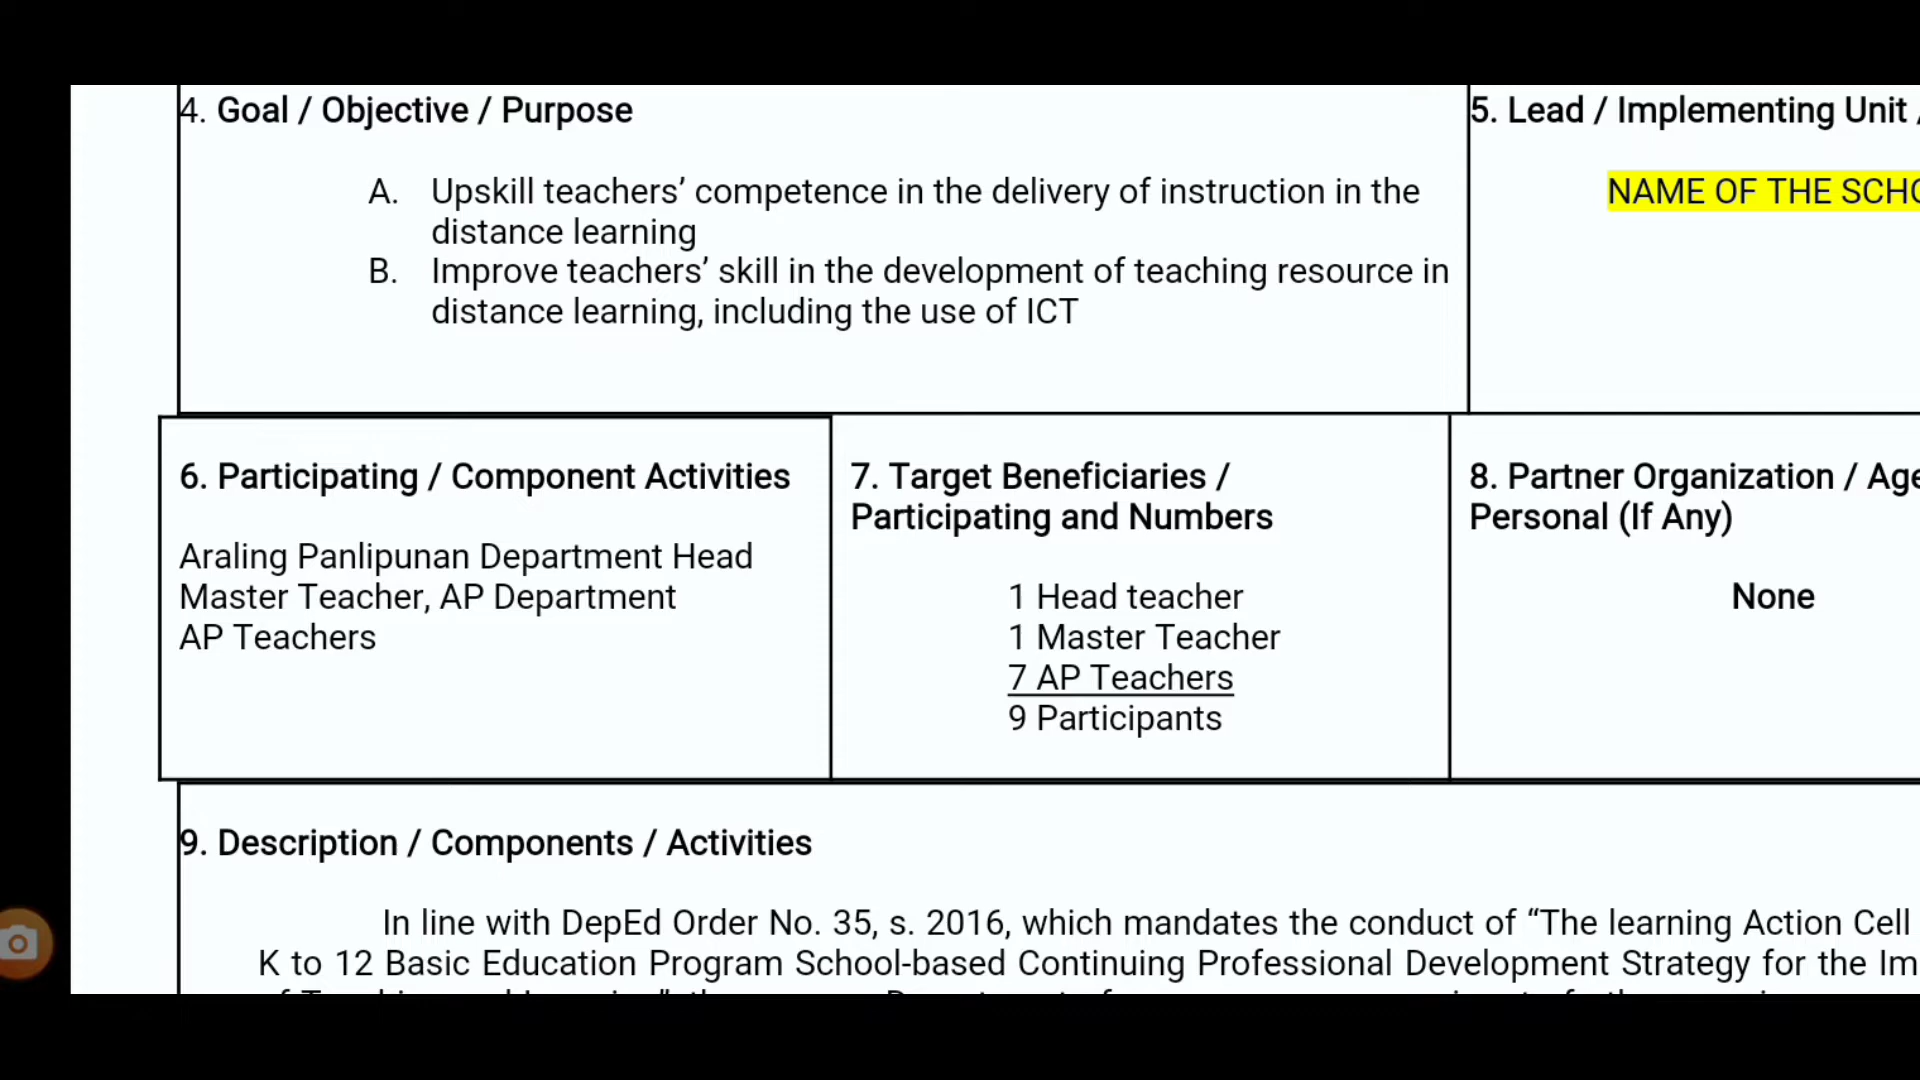 4. Goal / Objective / Purpose
A. Upskill teachers’ competence in the delivery of instruction in the
distance learning
B. Improve teachers’ skill in the development of teaching resource in
distance learning, including the use of ICT
5. Lead / Implementing Unit /
NAME OF THE SCHO
6. Participating / Component Activities
Araling Panlipunan Department Head
Master Teacher, AP Department
AP Teachers
7. Target Beneficiaries /
Participating and Numbers
1 Head teacher
1 Master Teacher
7 AP Teachers
9 Participants
8. Partner Organization / Age
Personal (If Any)
None
9. Description / Components / Activities
In line with DepEd Order No. 35, s. 2016, which mandates the conduct of “The learning Action Cell
K to 12 Basic Education Program School-based Continuing Professional Development Strategy for the Im